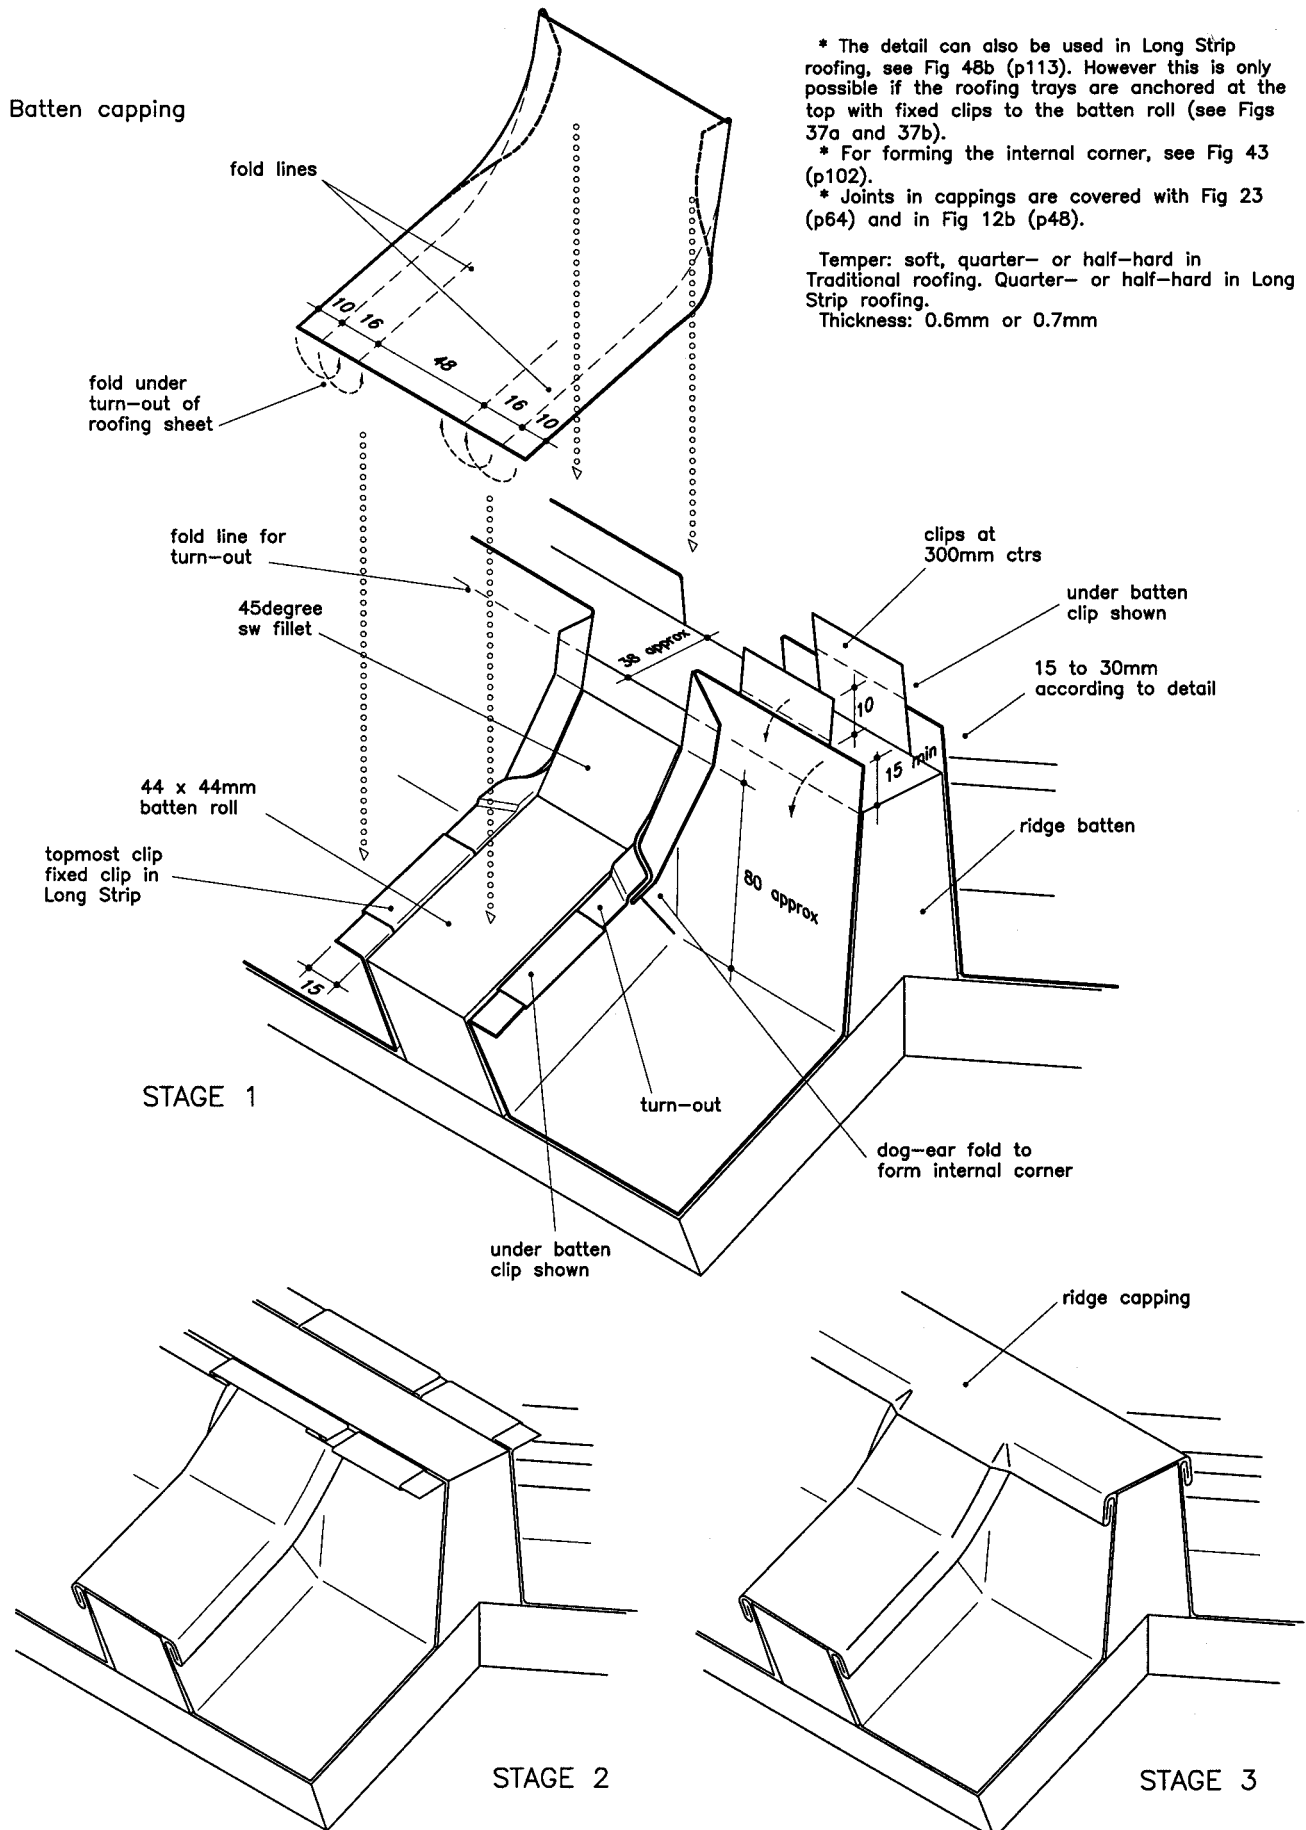 Batten capping
* The detail can also be used in Long Strip
roofing, see Fig 48b (p113). However this is only
possible if the roofing trays are anchored at the
top with fixed clips to the batten roll (see Figs
37a and 37b).
* For forming the internal corner, see Fig 43
(p102).
* Joints in cappings are covered with Fig 23
(p64) and in Fig 12b (p48).
Temper: soft, quarter- or half-hard in
Traditional roofing. Quarter- or half-hard in Long
Strip roofing.
Thickness: 0.6mm or 0.7mm
fold lines
10
16
48
16
10
fold under
turn-out of
roofing sheet
fold line for
turn-out
45degree
sw fillet
44 x 44mm
batten roll
topmost clip
fixed clip in
Long Strip
15
38 approx
clips at
300mm ctrs
under batten
clip shown
15 to 30mm
according to detail
10
15 min
ridge batten
80 approx
STAGE 1
turn-out
dog-ear fold to
form internal corner
under batten
clip shown
ridge capping
STAGE 2
STAGE 3